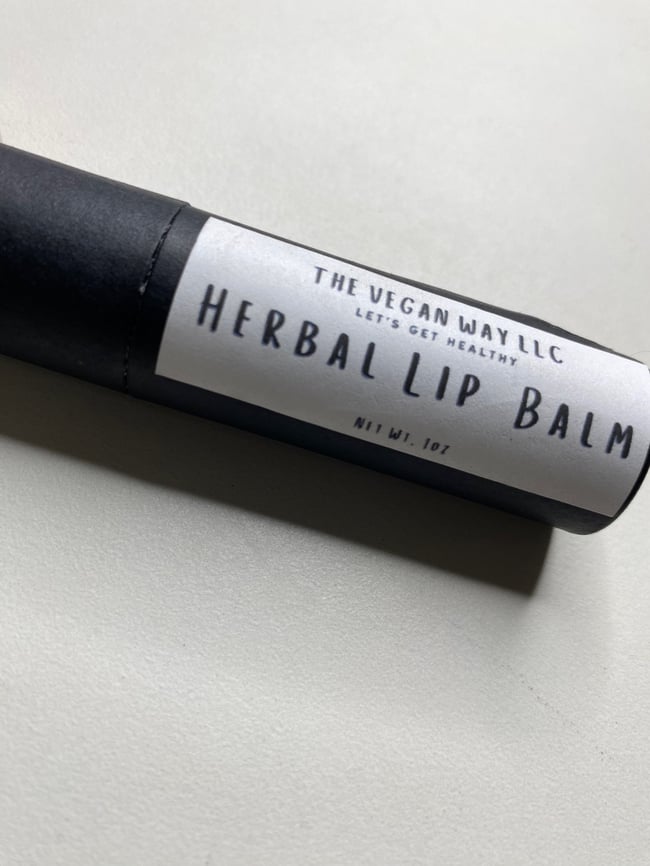 THE VEGAN WAY LLC
LET'S GET HEALTHY
HERBAL LIP BALM
NET WT. 1OZ